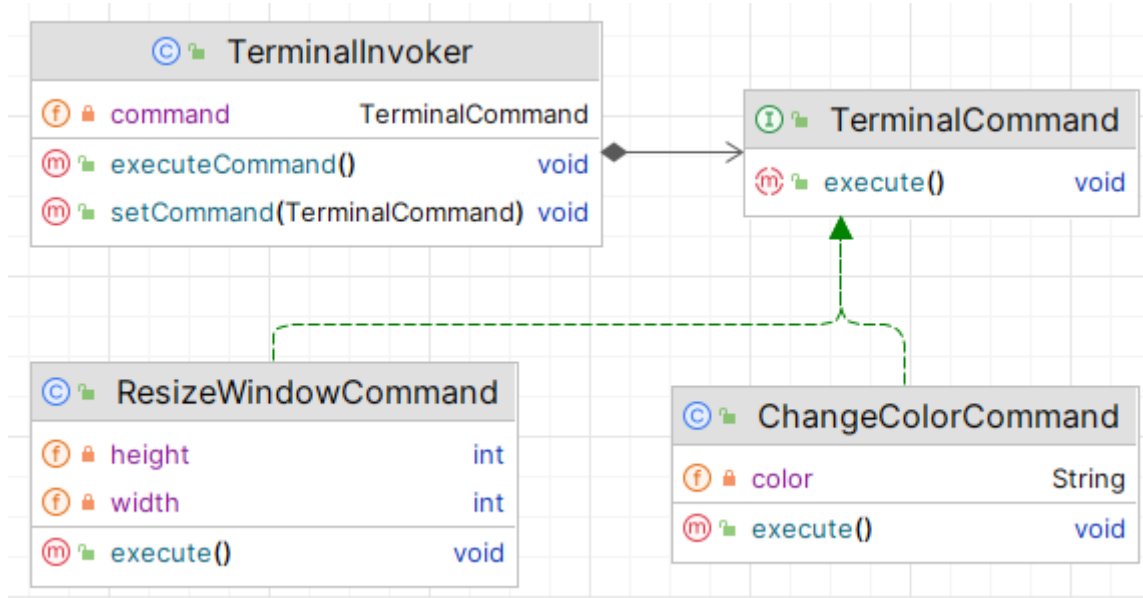 TerminalInvoker
command TerminalCommand
executeCommand() void
setCommand(TerminalCommand) void
TerminalCommand
execute() void
ResizeWindowCommand
height int
width int
execute() void
ChangeColorCommand
color String
execute() void